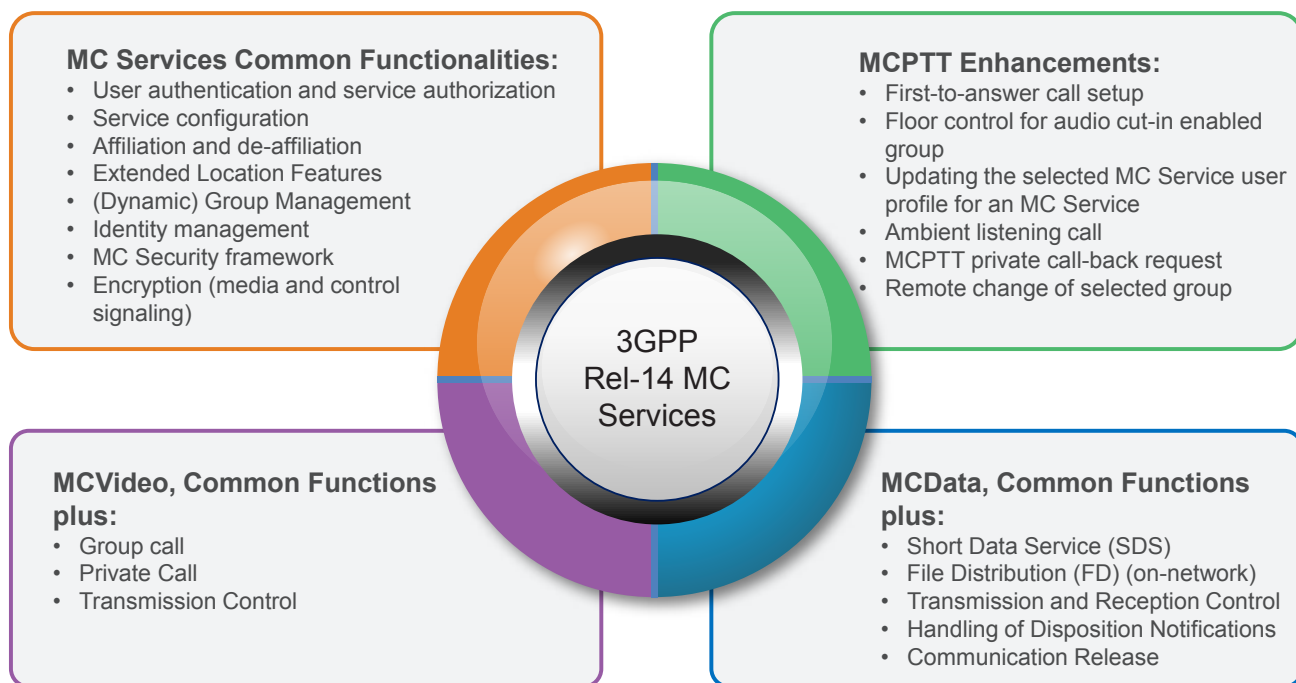 MC Services Common Functionalities:
• User authentication and service authorization
• Service configuration
• Affiliation and de-affiliation
• Extended Location Features
• (Dynamic) Group Management
• Identity management
• MC Security framework
• Encryption (media and control
signaling)
MCPTT Enhancements:
• First-to-answer call setup
• Floor control for audio cut-in enabled
group
• Updating the selected MC Service user
profile for an MC Service
• Ambient listening call
• MCPTT private call-back request
• Remote change of selected group
3GPP
Rel-14 MC
Services
MCVideo, Common Functions
plus:
• Group call
• Private Call
• Transmission Control
MCData, Common Functions
plus:
• Short Data Service (SDS)
• File Distribution (FD) (on-network)
• Transmission and Reception Control
• Handling of Disposition Notifications
• Communication Release